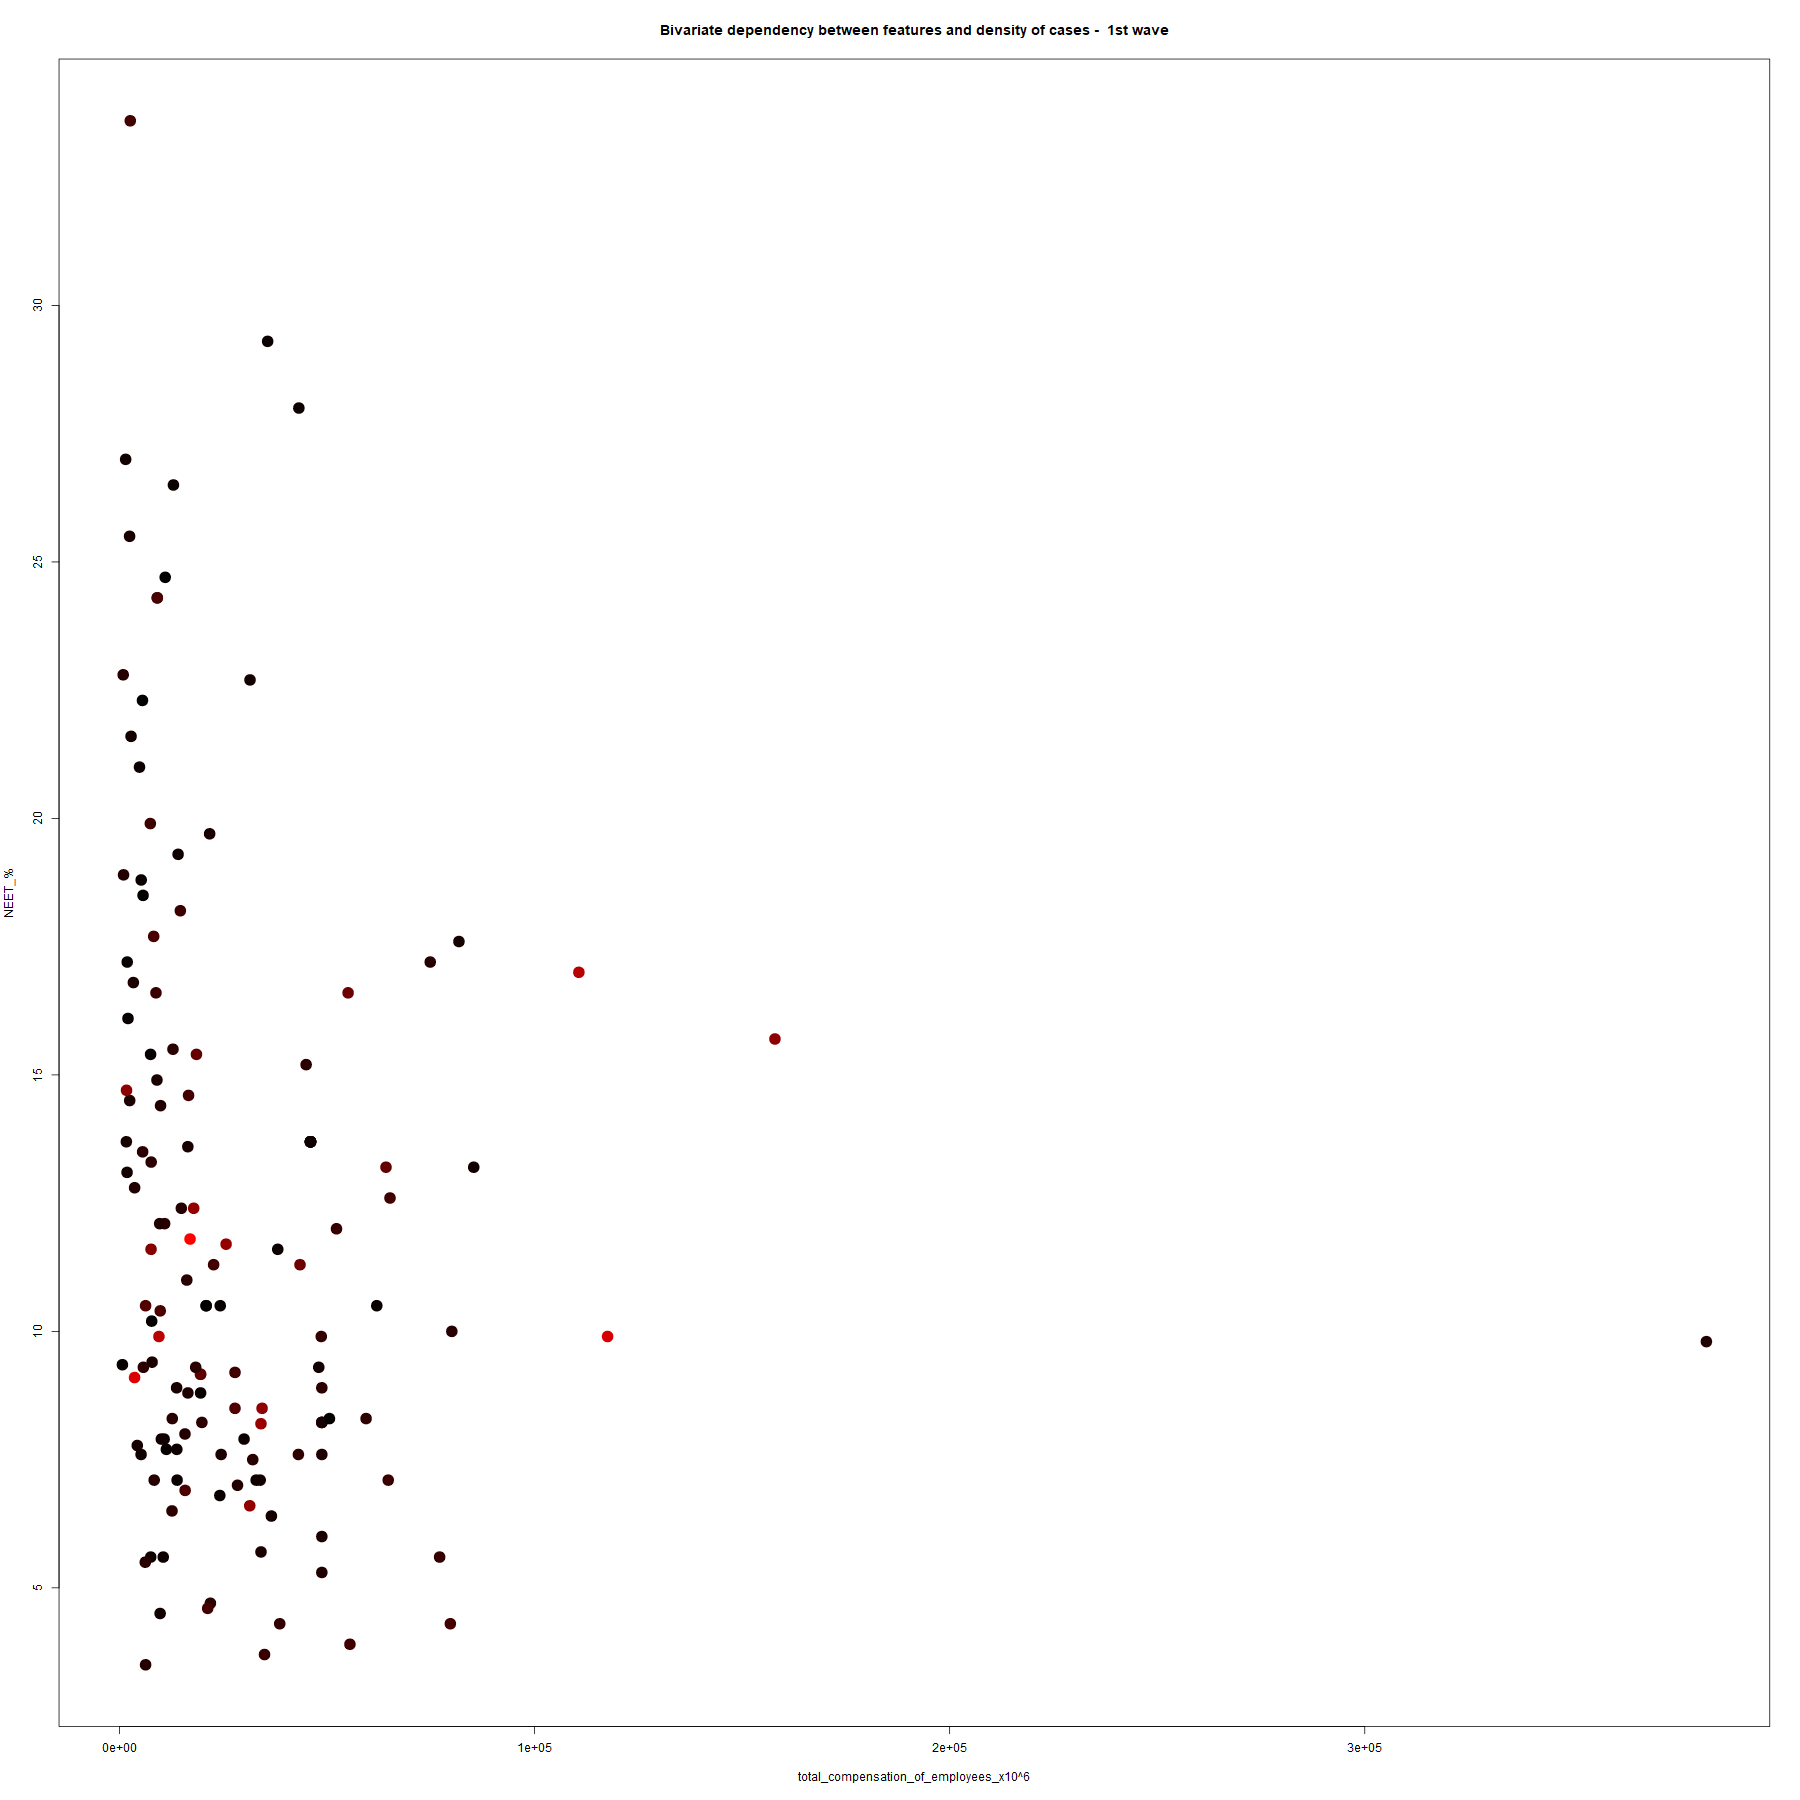 Bivariate dependency between features and density of cases -  1st wave
30
25
20
15
10
5
NEET_%
0e+00 1e+05 2e+05 3e+05
total_compensation_of_employees_x10^6